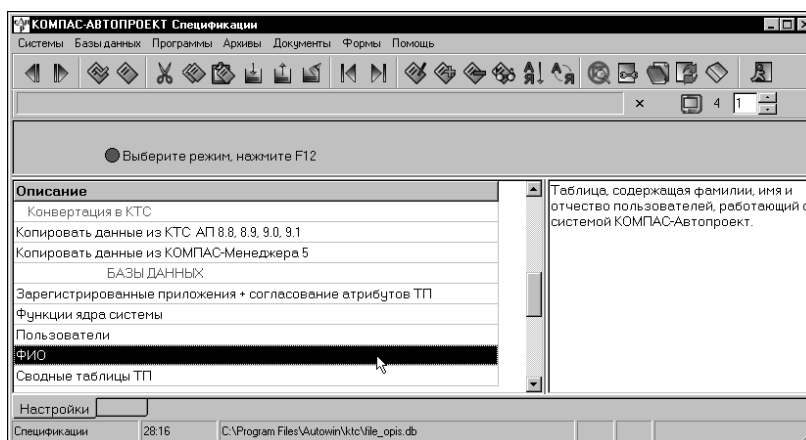 КОМПАС-АВТОПРОЕКТ Спецификации
Системы Базы данных Программы Архивы Документы Формы Помощь
4 1
Выберите режим, нажмите F12
Описание
Конвертация в КТС
Копировать данные из КТС АП 8.8, 8.9, 9.0, 9.1
Копировать данные из КОМПАС-Менеджера 5
БАЗЫ ДАННЫХ
Зарегистрированные приложения + согласование атрибутов ТП
Функции ядра системы
Пользователи
ФИО
Сводные таблицы ТП
Таблица, содержащая фамилии, имя и
отчество пользователей, работающий с
системой КОМПАС-Автопроект.
Настройки
Спецификации 28:16 C:\Program Files\Autowin\ktc\file_opis.db